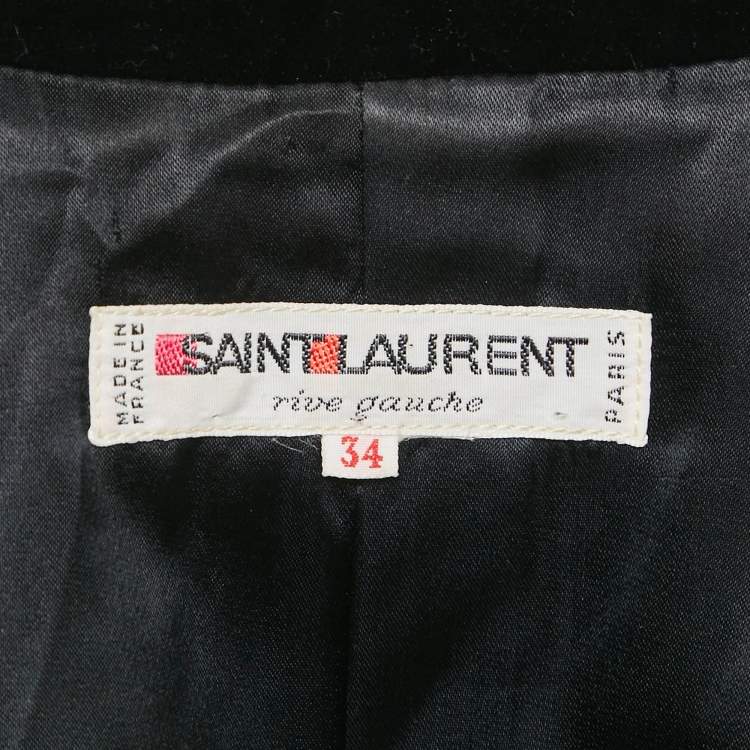 MADE IN
FRANCE
SAINT LAURENT
rive gauche
PARIS
34